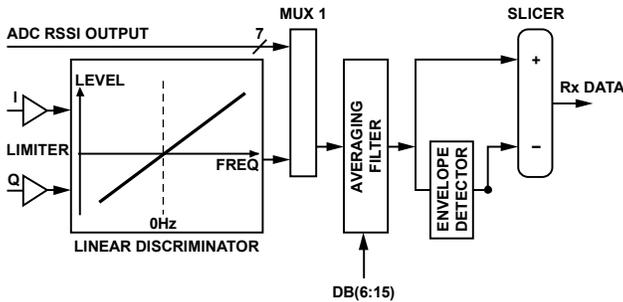 MUX 1
SLICER
ADC RSSI OUTPUT
7
LEVEL
+
Rx DATA
I
LIMITER
FREQ
AVERAGING
FILTER
ENVELOPE
DETECTOR
–
Q
0Hz
LINEAR DISCRIMINATOR
DB(6:15)